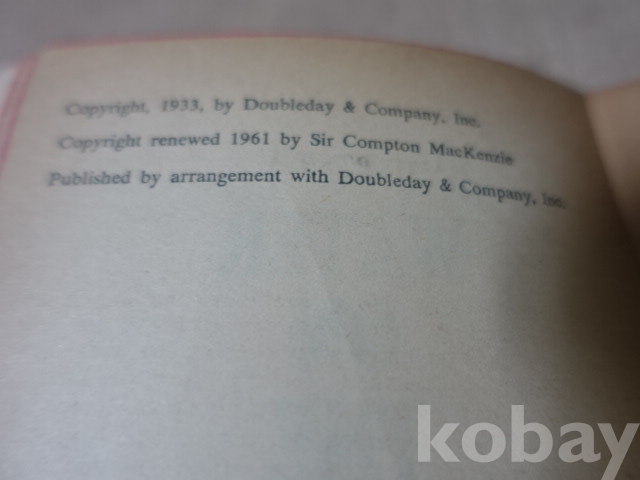 Copyright, 1933, by Doubleday & Company, Inc.
Copyright renewed 1961 by Sir Compton MacKenzie
Published by arrangement with Doubleday & Company, Inc.
kobay